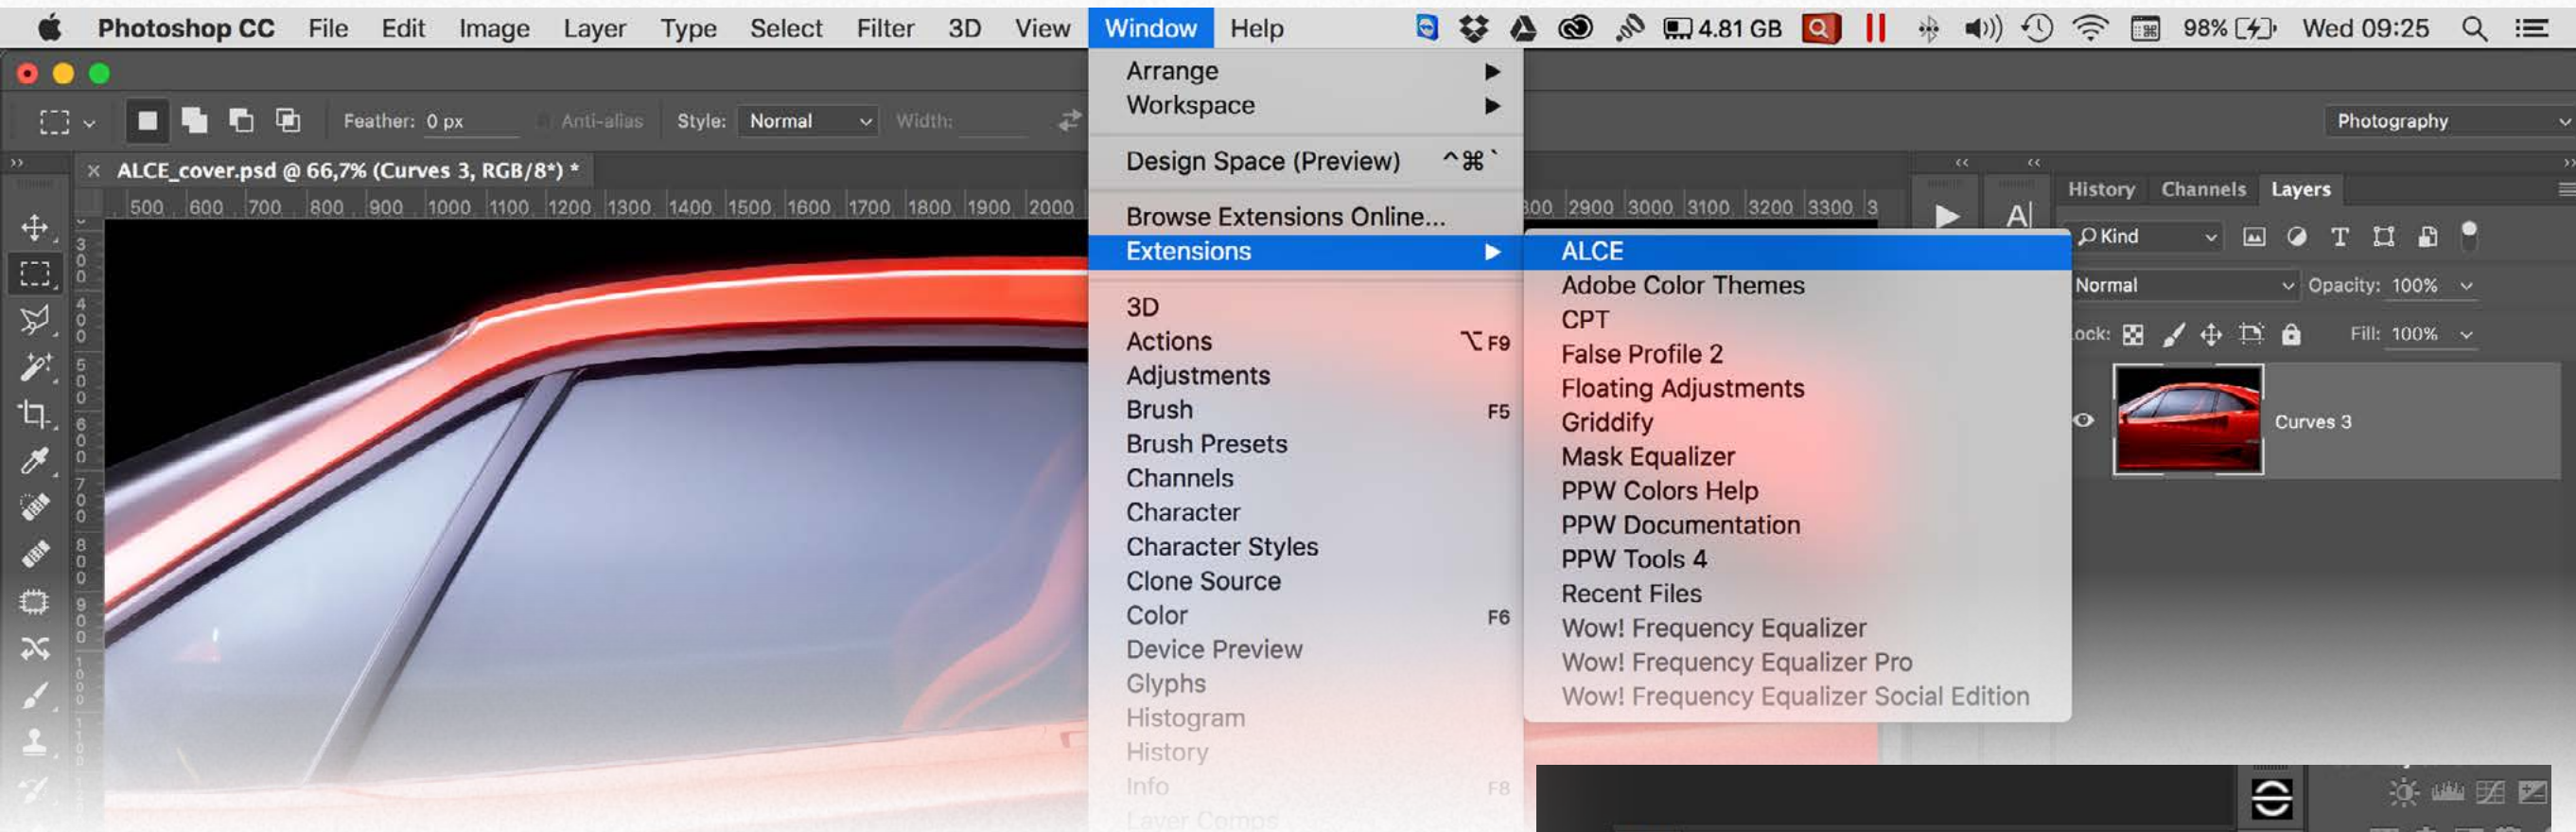 Photoshop CC File Edit Image Layer Type Select Filter 3D View Window Help 4.81 GB 98% Wed 09:25
Feather: 0 px Anti-alias Style: Normal Width:
Photography
ALCE_cover.psd @ 66,7% (Curves 3, RGB/8*) *
500 600 700 800 900 1000 1100 1200 1300 1400 1500 1600 1700 1800 1900 2000
2900 3000 3100 3200 3300
Arrange
Workspace
Design Space (Preview) ^⌘`
Browse Extensions Online...
Extensions
3D
Actions ⌥F9
Adjustments
Brush F5
Brush Presets
Channels
Character
Character Styles
Clone Source
Color F6
Device Preview
Glyphs
Histogram
History
Info F8
Layer Comps
ALCE
Adobe Color Themes
CPT
False Profile 2
Floating Adjustments
Griddify
Mask Equalizer
PPW Colors Help
PPW Documentation
PPW Tools 4
Recent Files
Wow! Frequency Equalizer
Wow! Frequency Equalizer Pro
Wow! Frequency Equalizer Social Edition
History Channels Layers
Kind
Normal Opacity: 100%
Fill: 100%
Curves 3